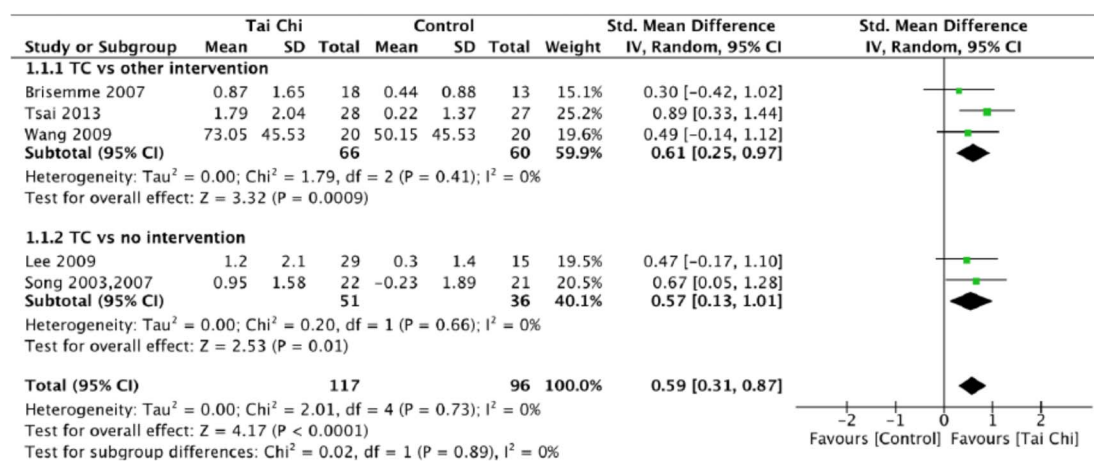 Tai Chi Control Std. Mean Difference Std. Mean Difference
Study or Subgroup Mean SD Total Mean SD Total Weight IV, Random, 95% CI IV, Random, 95% CI
1.1.1 TC vs other intervention
Brisemme 2007 0.87 1.65 18 0.44 0.88 13 15.1% 0.30 [−0.42, 1.02]
Tsai 2013 1.79 2.04 28 0.22 1.37 27 25.2% 0.89 [0.33, 1.44]
Wang 2009 73.05 45.53 20 50.15 45.53 20 19.6% 0.49 [−0.14, 1.12]
Subtotal (95% CI) 66 60 59.9% 0.61 [0.25, 0.97]
Heterogeneity: Tau² = 0.00; Chi² = 1.79, df = 2 (P = 0.41); I² = 0%
Test for overall effect: Z = 3.32 (P = 0.0009)
1.1.2 TC vs no intervention
Lee 2009 1.2 2.1 29 0.3 1.4 15 19.5% 0.47 [−0.17, 1.10]
Song 2003,2007 0.95 1.58 22 −0.23 1.89 21 20.5% 0.67 [0.05, 1.28]
Subtotal (95% CI) 51 36 40.1% 0.57 [0.13, 1.01]
Heterogeneity: Tau² = 0.00; Chi² = 0.20, df = 1 (P = 0.66); I² = 0%
Test for overall effect: Z = 2.53 (P = 0.01)
Total (95% CI) 117 96 100.0% 0.59 [0.31, 0.87]
Heterogeneity: Tau² = 0.00; Chi² = 2.01, df = 4 (P = 0.73); I² = 0%
Test for overall effect: Z = 4.17 (P < 0.0001)
Test for subgroup differences: Chi² = 0.02, df = 1 (P = 0.89), I² = 0%
−2 −1 0 1 2
Favours [Control] Favours [Tai Chi]